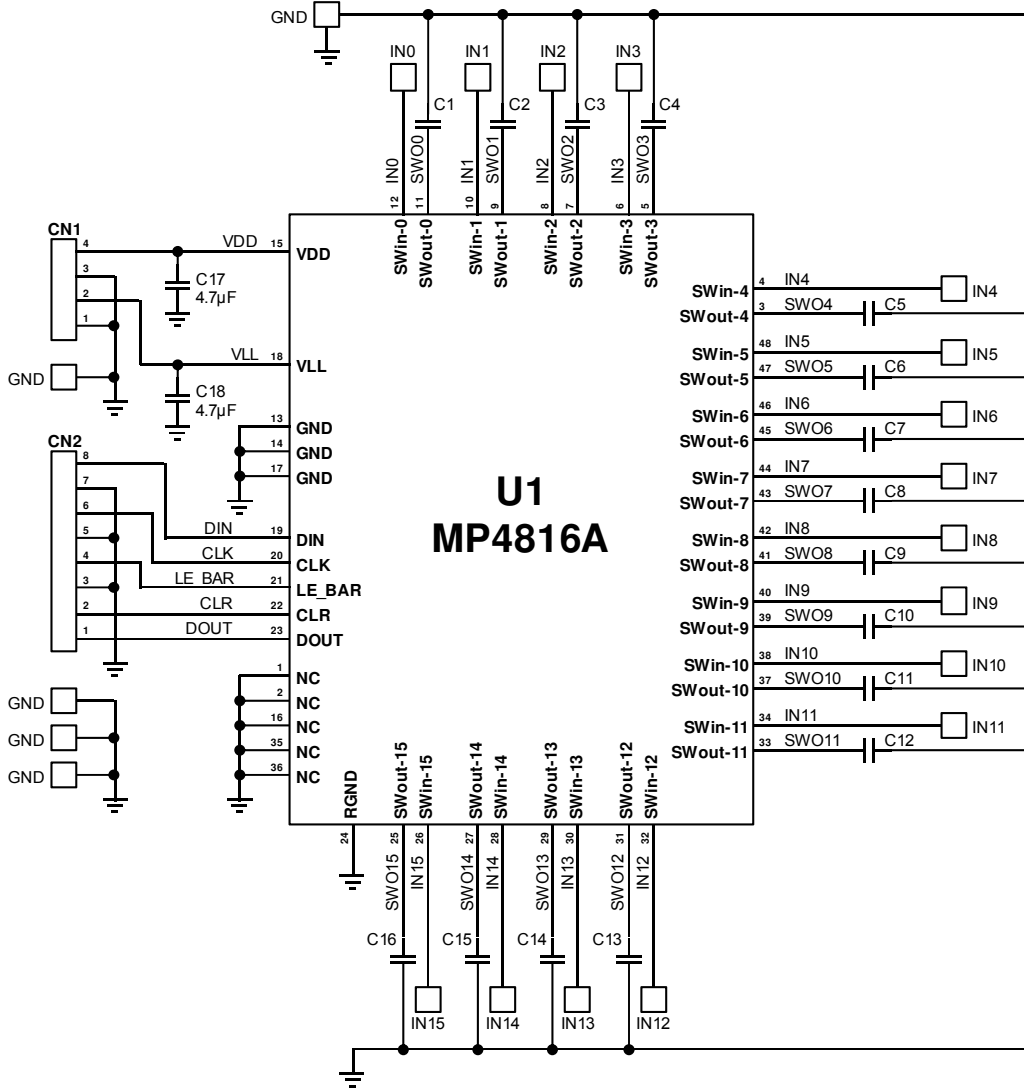 GND
IN0
IN1
IN2
IN3
C1
C2
C3
C4
IN0
SWO0
IN1
SWO1
IN2
SWO2
IN3
SWO3
12
11
10
9
8
7
6
5
SWin-0
SWout-0
SWin-1
SWout-1
SWin-2
SWout-2
SWin-3
SWout-3
CN1
4
3
2
1
VDD 15 VDD
C17
4.7µF
VLL 18 VLL
GND
C18
4.7µF
13 GND
14 GND
17 GND
CN2
8
7
6
5
4
3
2
1
DIN 19 DIN
CLK 20 CLK
LE_BAR 21 LE_BAR
CLR 22 CLR
DOUT 23 DOUT
1 NC
2 NC
16 NC
35 NC
36 NC
GND
GND
GND
U1
MP4816A
SWin-4 4 IN4 IN4
SWout-4 3 SWO4 C5
SWin-5 48 IN5 IN5
SWout-5 47 SWO5 C6
SWin-6 46 IN6 IN6
SWout-6 45 SWO6 C7
SWin-7 44 IN7 IN7
SWout-7 43 SWO7 C8
SWin-8 42 IN8 IN8
SWout-8 41 SWO8 C9
SWin-9 40 IN9 IN9
SWout-9 39 SWO9 C10
SWin-10 38 IN10 IN10
SWout-10 37 SWO10 C11
SWin-11 34 IN11 IN11
SWout-11 33 SWO11 C12
RGND
SWout-15
SWin-15
SWout-14
SWin-14
SWout-13
SWin-13
SWout-12
SWin-12
24
25
26
27
28
29
30
31
32
SWO15
IN15
SWO14
IN14
SWO13
IN13
SWO12
IN12
C16
C15
C14
C13
IN15
IN14
IN13
IN12